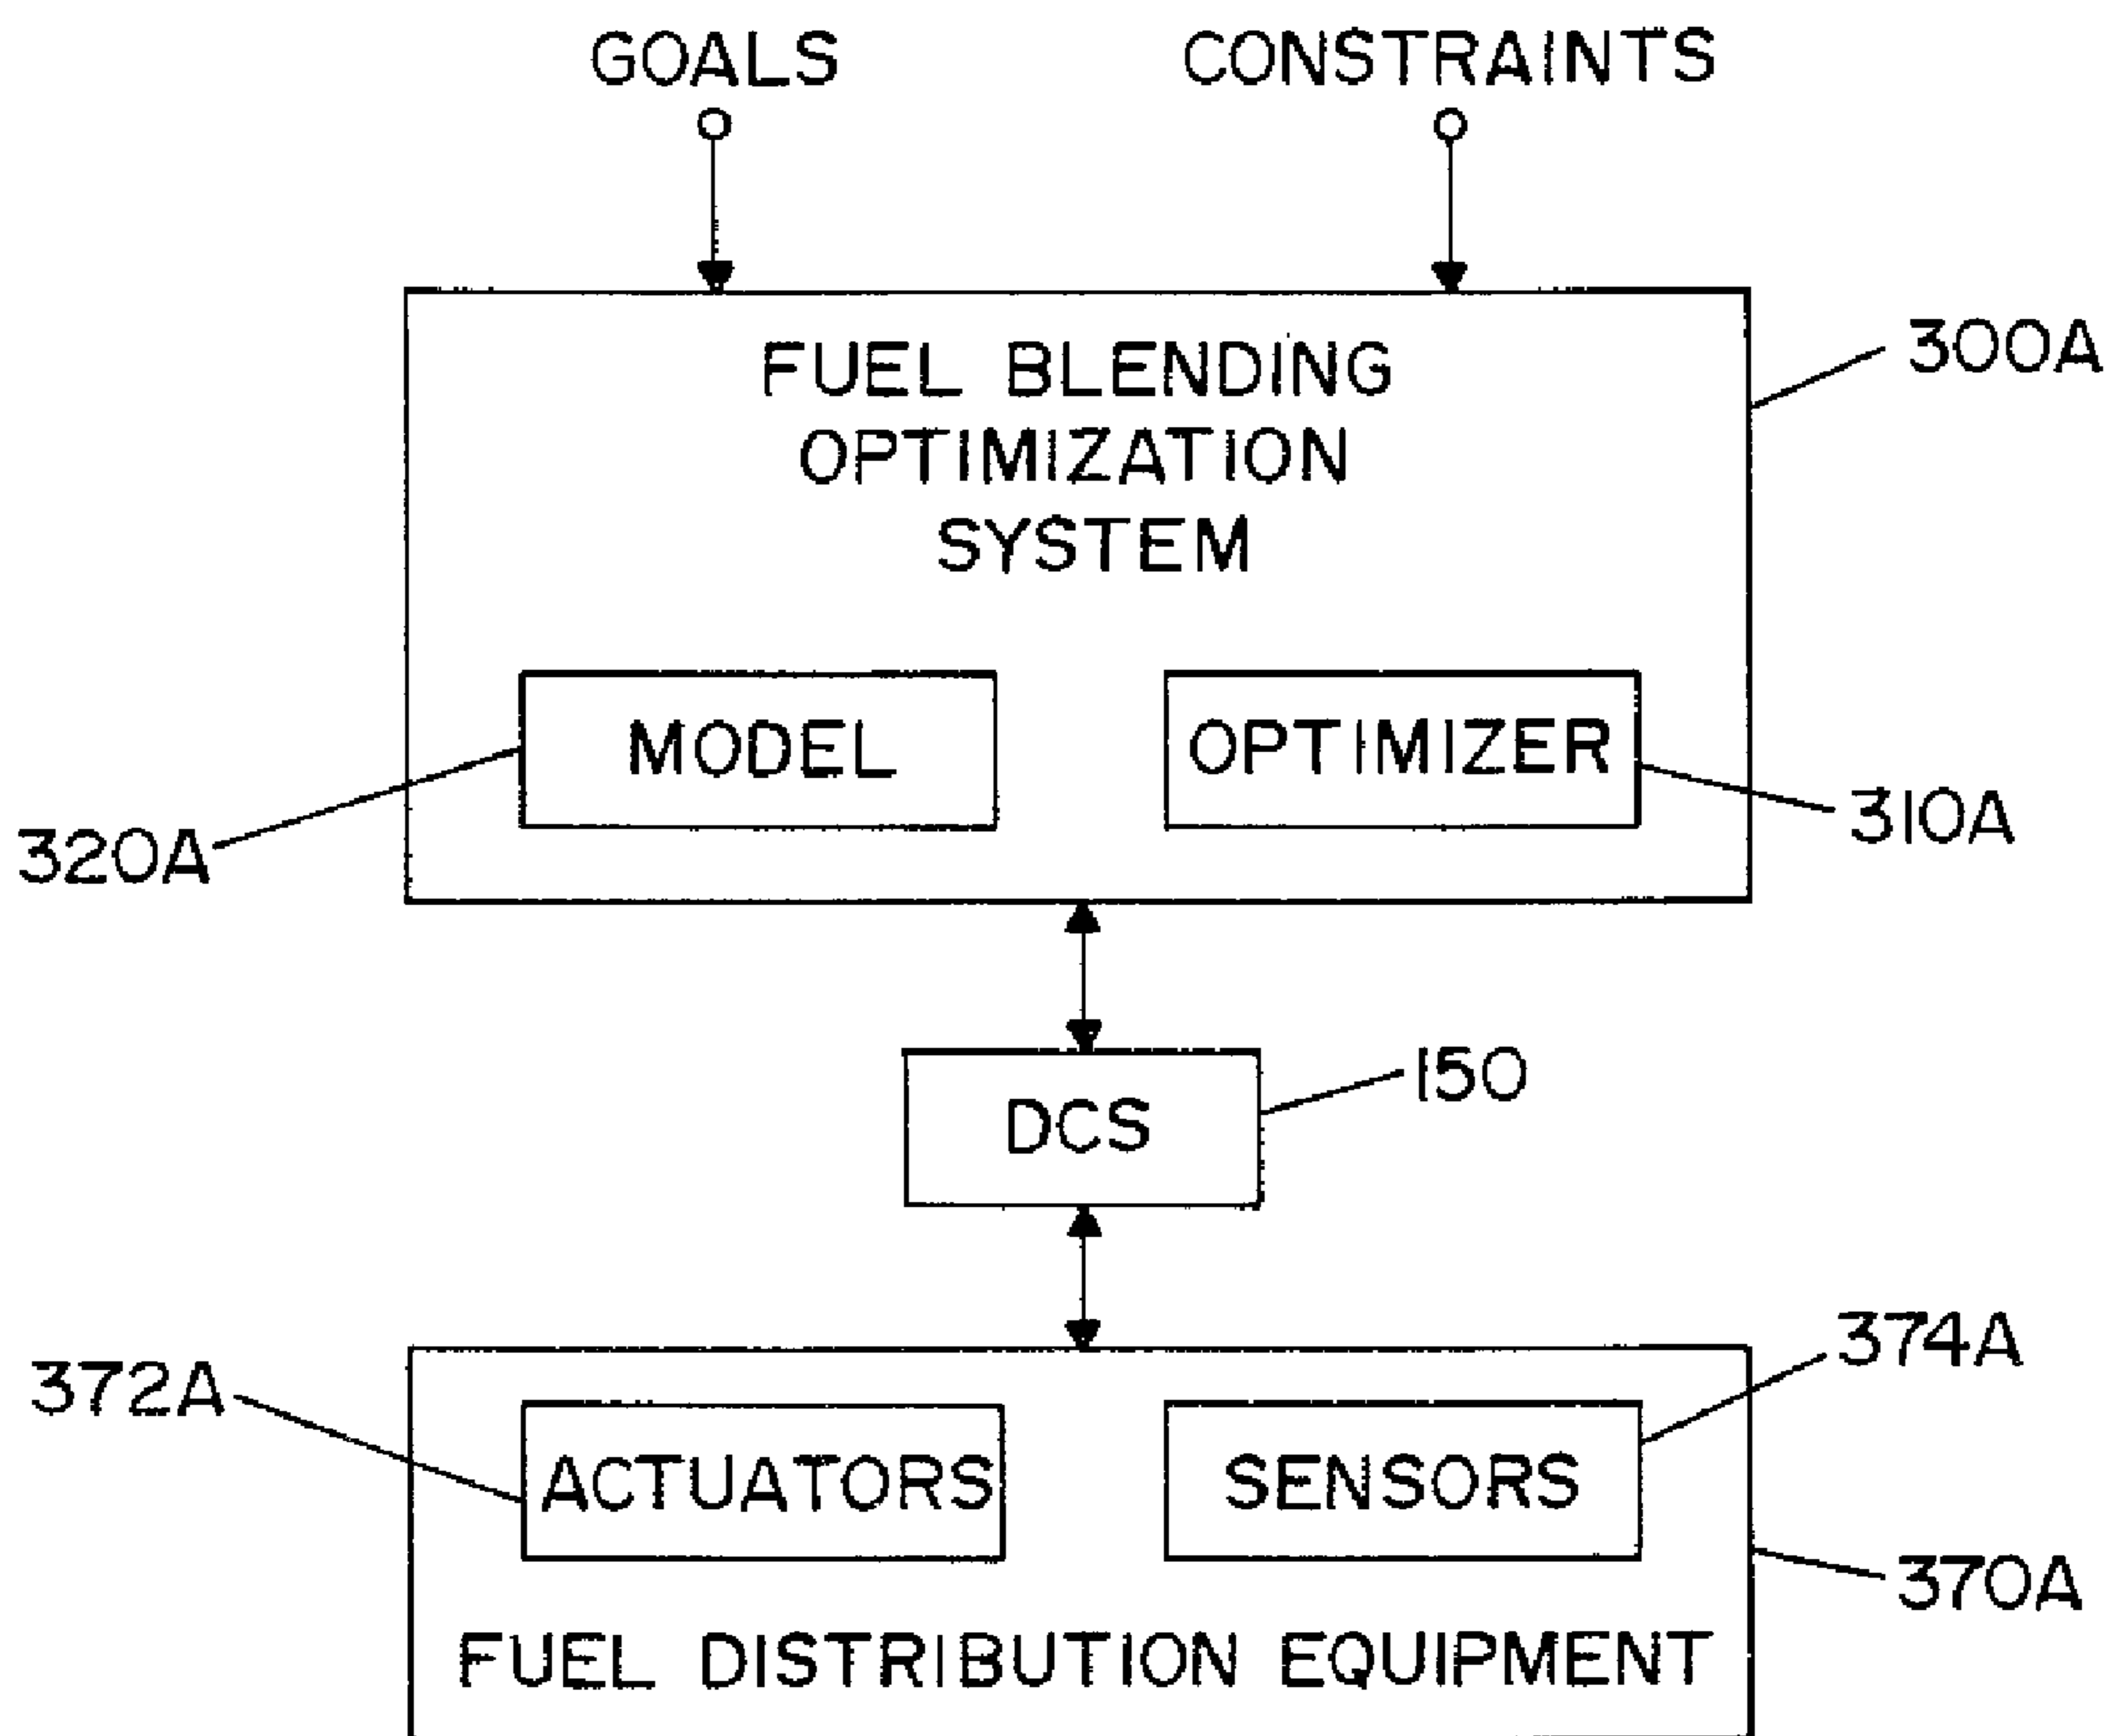 GOALS
CONSTRAINTS
FUEL BLENDING
OPTIMIZATION
SYSTEM
300A
MODEL
OPTIMIZER
320A
310A
DCS
150
372A
374A
ACTUATORS
SENSORS
370A
FUEL DISTRIBUTION EQUIPMENT